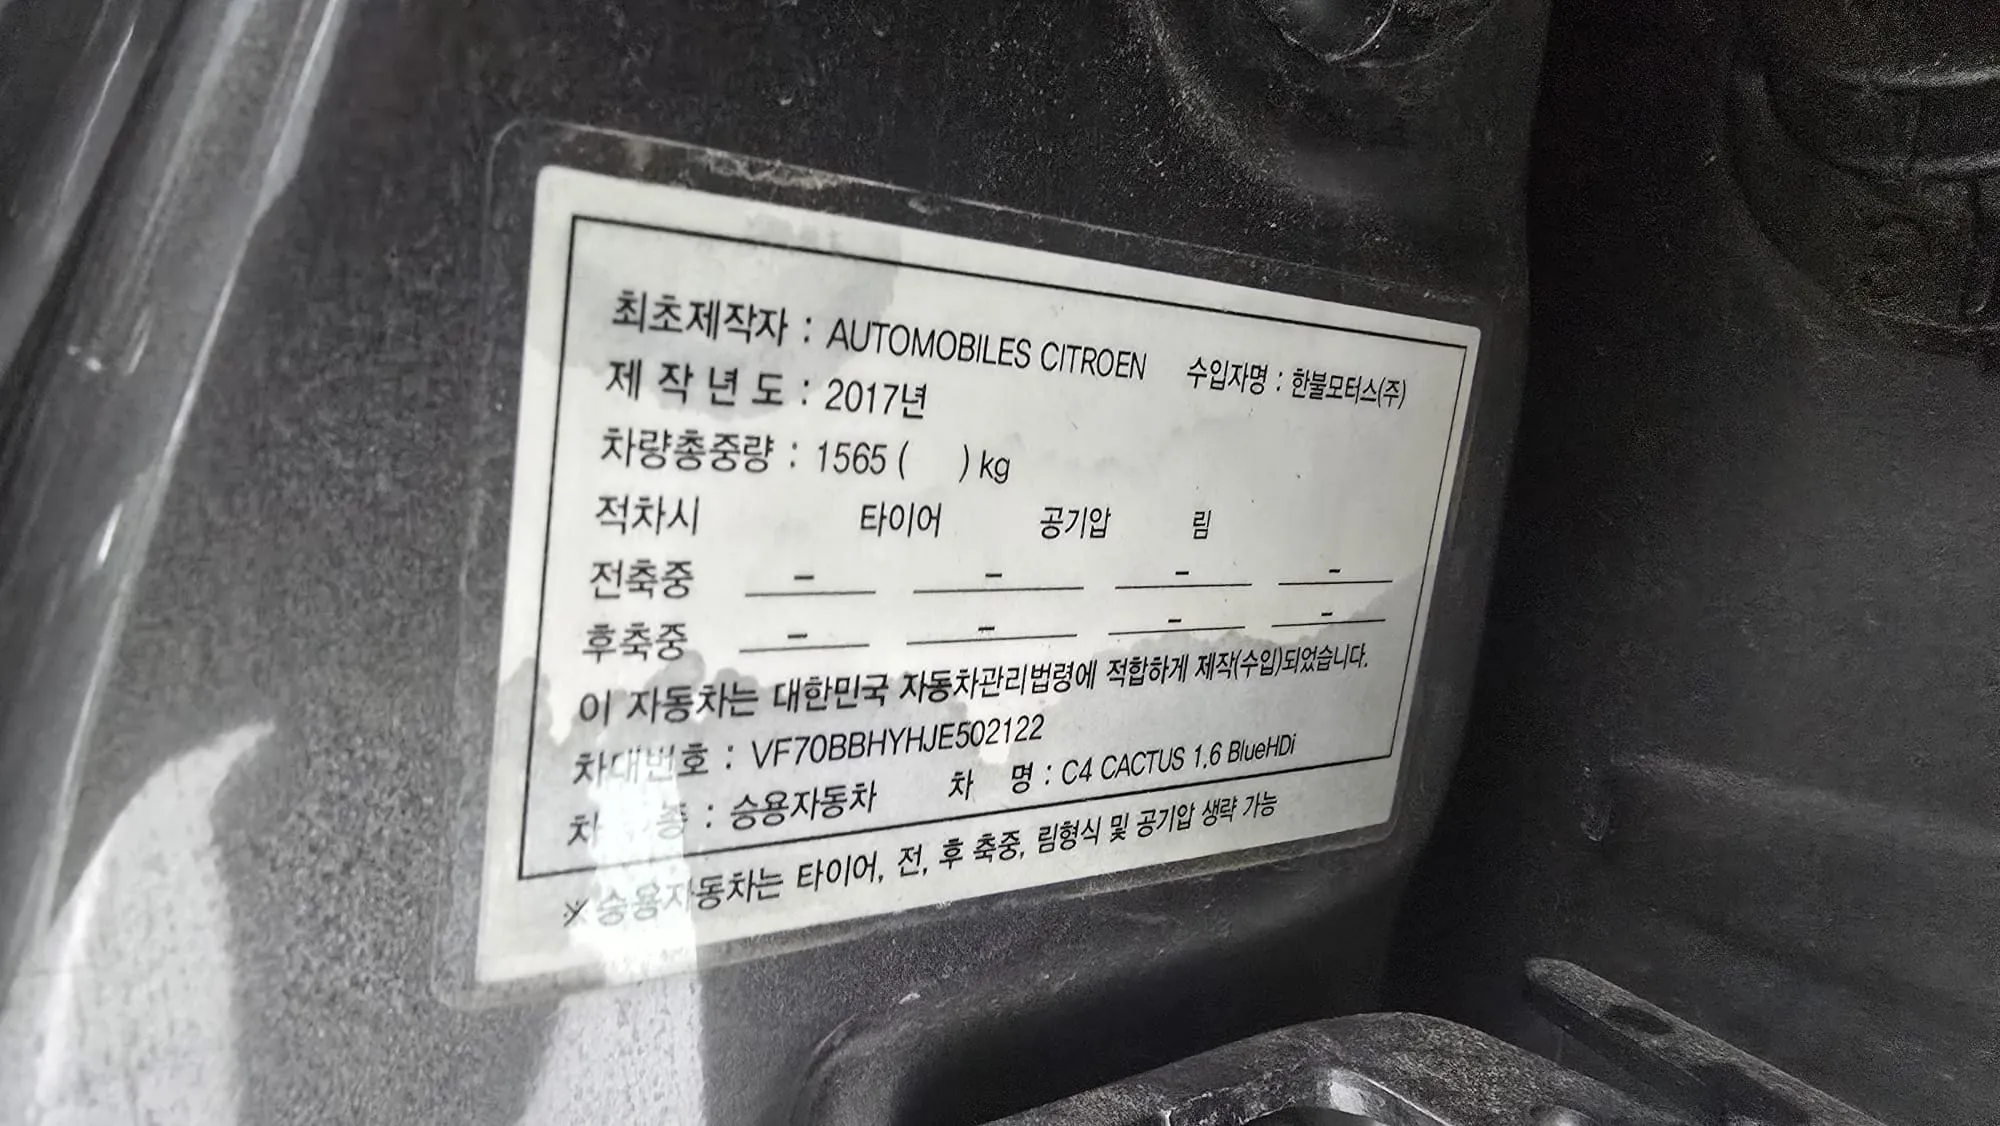 최초제작자 : AUTOMOBILES CITROEN 수입자명 : 한불모터스(주)
제 작 년 도 : 2017년
차량총중량 : 1565 ( ) kg
적차시 타이어 공기압 림
전축중 - - - -
후축중 - - - -
이 자동차는 대한민국 자동차관리법령에 적합하게 제작(수입)되었습니다.
차대번호 : VF70BBHYHJE502122
차 종 : 승용자동차 차 명 : C4 CACTUS 1.6 BlueHDi
※ 승용자동차는 타이어, 전, 후 축중, 림형식 및 공기압 생략 가능